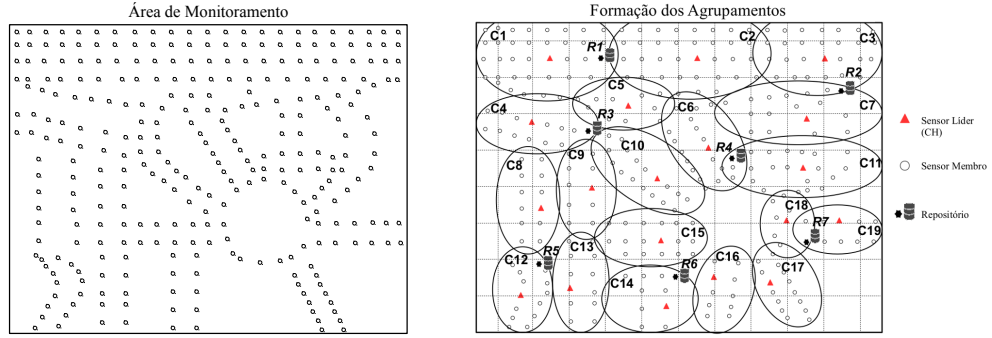 Área de Monitoramento
Formação dos Agrupamentos
C1
R1
C2
C3
R2
C5
C4
C6
C7
R3
C8
C9
C10
R4
C11
C18
R7
C19
C15
C13
C12
R5
R6
C16
C17
C14
Sensor Líder
(CH)
Sensor Membro
Repositório